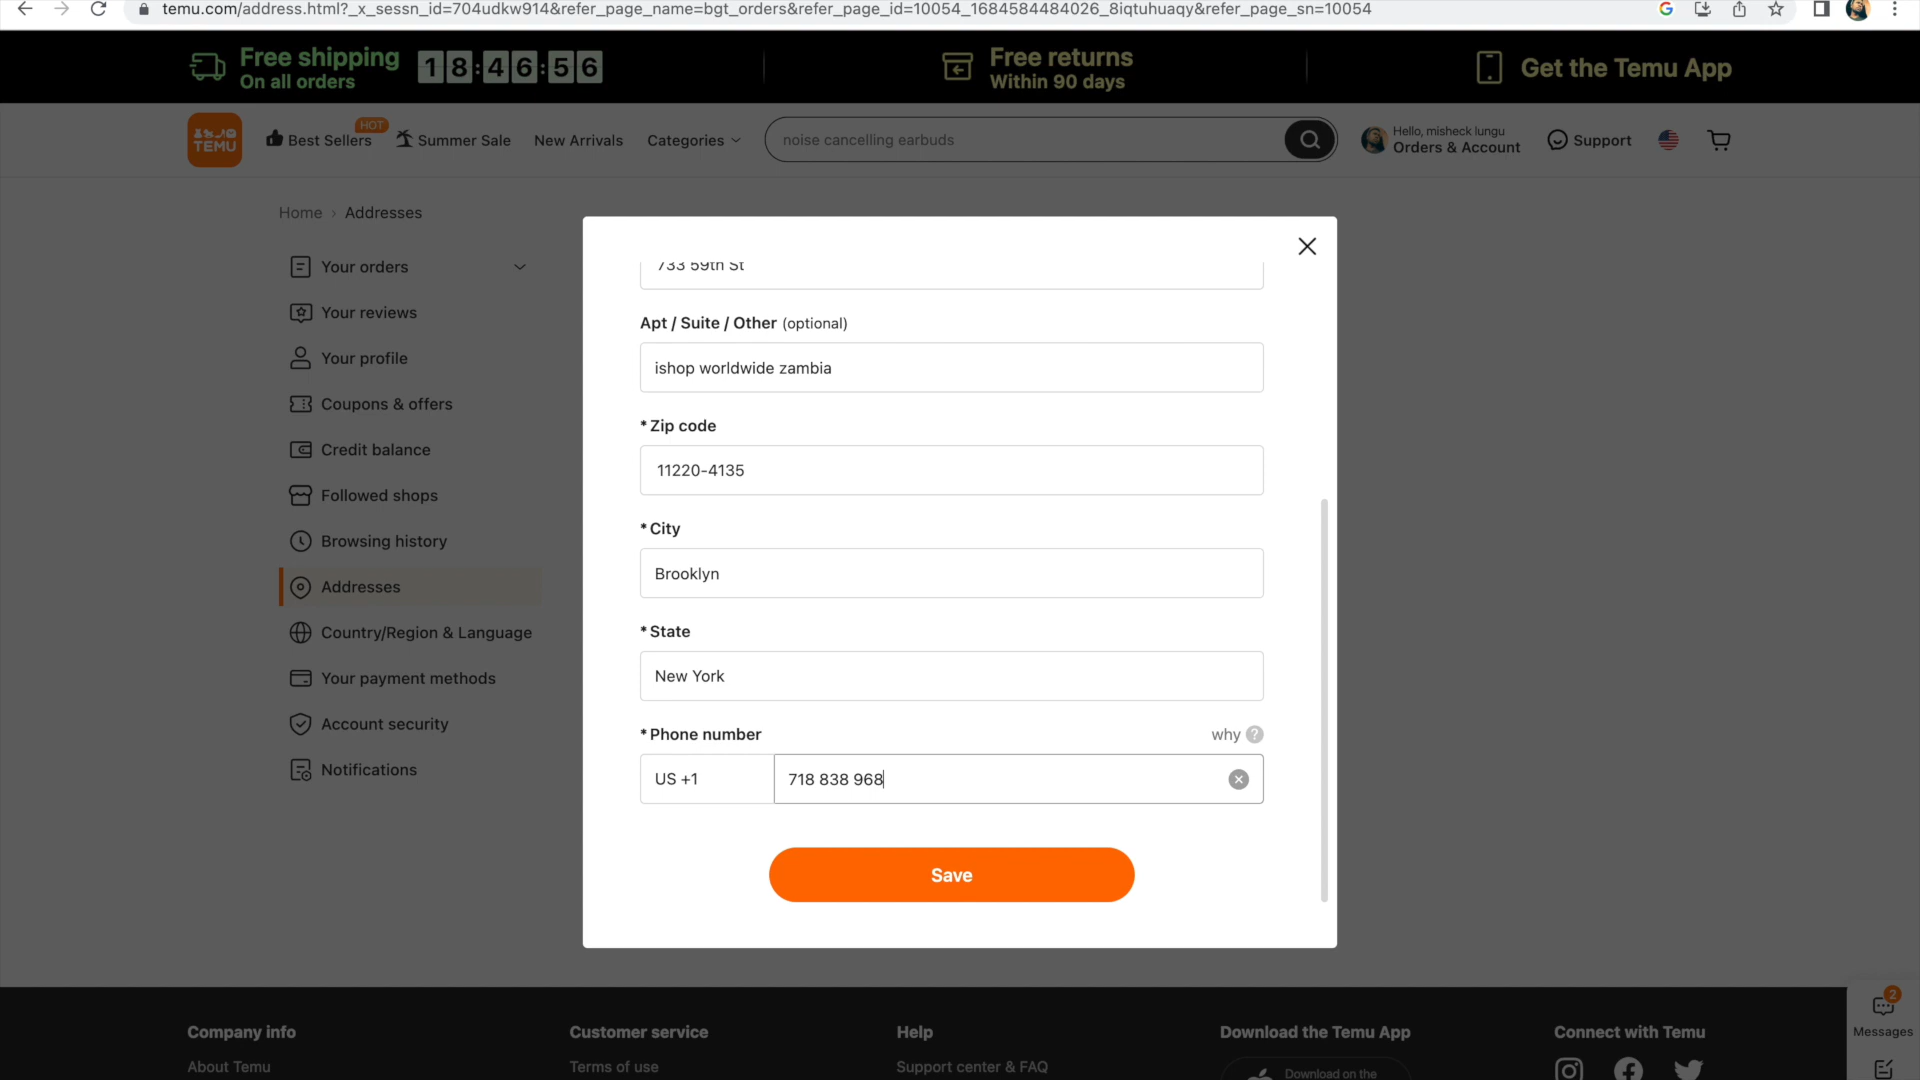 temu.com/address.html?_x_sessn_id=704udkw914&refer_page_name=bgt_orders&refer_page_id=10054_1684584484026_8iqtuhuaqy&refer_page_sn=10054
Free shipping
On all orders
18:46:56
Free returns
Within 90 days
Get the Temu App
TEMU
Best Sellers
HOT
Summer Sale
New Arrivals
Categories
noise cancelling earbuds
Hello, misheck lungu
Orders & Account
Support
Home › Addresses
Your orders
Your reviews
Your profile
Coupons & offers
Credit balance
Followed shops
Browsing history
Addresses
Country/Region & Language
Your payment methods
Account security
Notifications
733 59th St
Apt / Suite / Other (optional)
ishop worldwide zambia
* Zip code
11220-4135
* City
Brooklyn
* State
New York
* Phone number
why ?
US +1
718 838 968
Save
Company info
About Temu
Customer service
Terms of use
Help
Support center & FAQ
Download the Temu App
Download on the
Connect with Temu
2
Messages